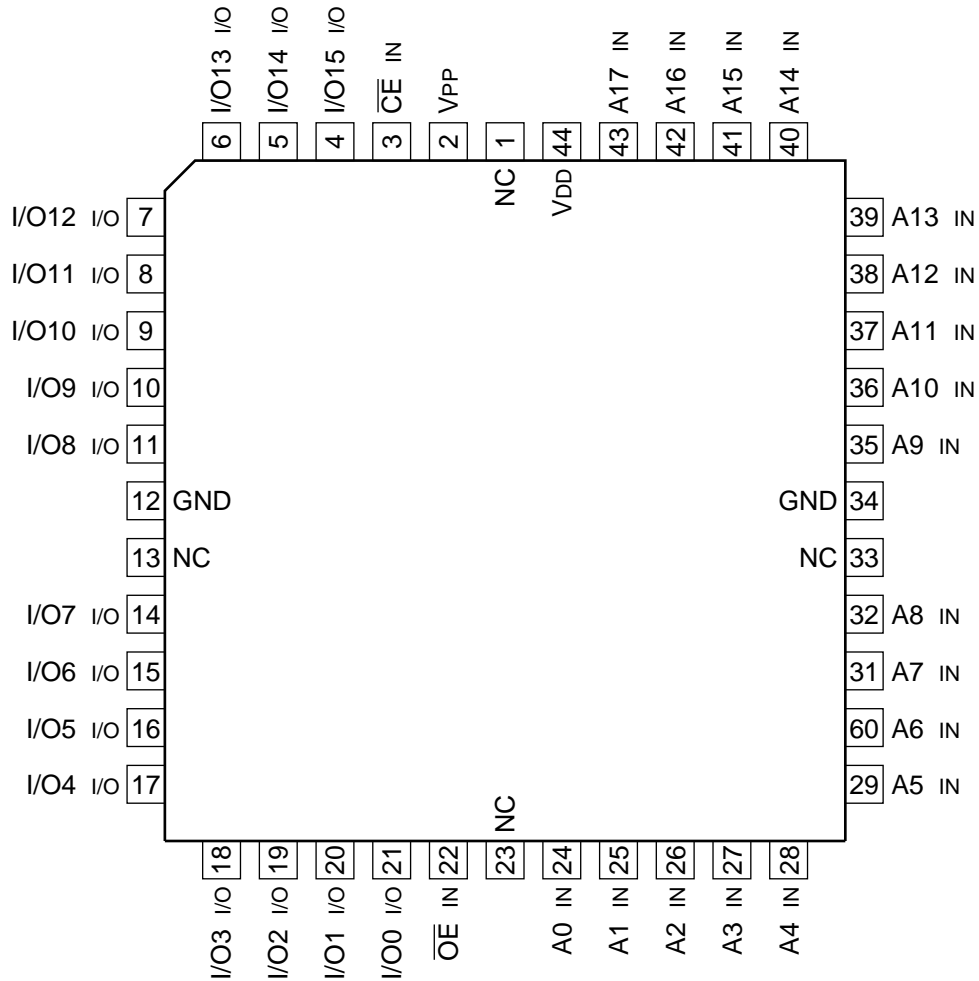 I/O13 I/O
I/O14 I/O
I/O15 I/O
CE IN
VPP
A17 IN
A16 IN
A15 IN
A14 IN
6 5 4 3 2 1 44 43 42 41 40
NC VDD
I/O12 I/O 7 39 A13 IN
I/O11 I/O 8 38 A12 IN
I/O10 I/O 9 37 A11 IN
I/O9 I/O 10 36 A10 IN
I/O8 I/O 11 35 A9 IN
12 GND GND 34
13 NC NC 33
I/O7 I/O 14 32 A8 IN
I/O6 I/O 15 31 A7 IN
I/O5 I/O 16 60 A6 IN
I/O4 I/O 17 29 A5 IN
NC
18 19 20 21 22 23 24 25 26 27 28
I/O3 I/O
I/O2 I/O
I/O1 I/O
I/O0 I/O
OE IN
A0 IN
A1 IN
A2 IN
A3 IN
A4 IN